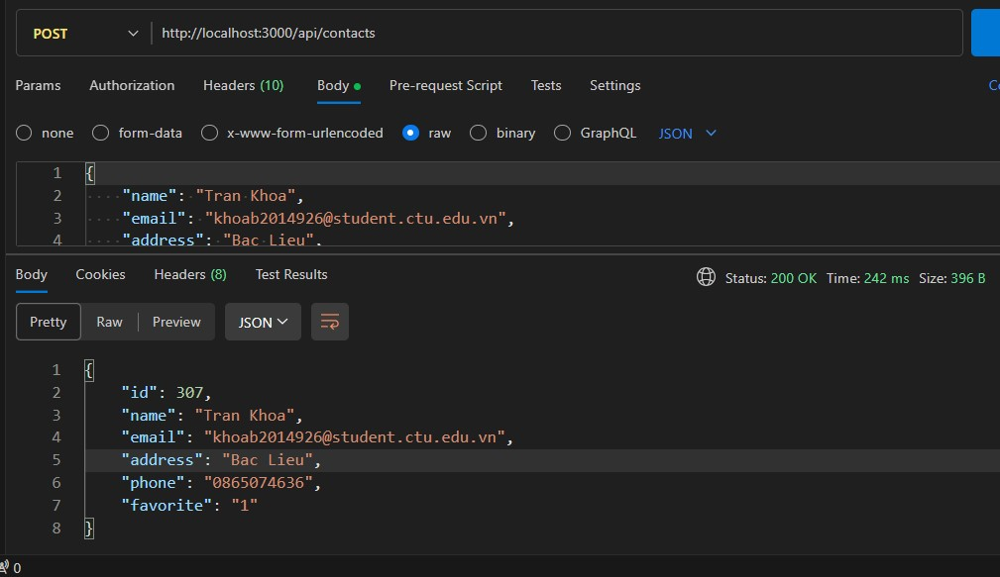 POST http://localhost:3000/api/contacts
Params Authorization Headers (10) Body Pre-request Script Tests Settings
none form-data x-www-form-urlencoded raw binary GraphQL JSON
1 {
2 "name": "Tran Khoa",
3 "email": "khoab2014926@student.ctu.edu.vn",
4 "address": "Bac Lieu",
Body Cookies Headers (8) Test Results Status: 200 OK Time: 242 ms Size: 396 B
Pretty Raw Preview JSON
1 {
2 "id": 307,
3 "name": "Tran Khoa",
4 "email": "khoab2014926@student.ctu.edu.vn",
5 "address": "Bac Lieu",
6 "phone": "0865074636",
7 "favorite": "1"
8 }
0